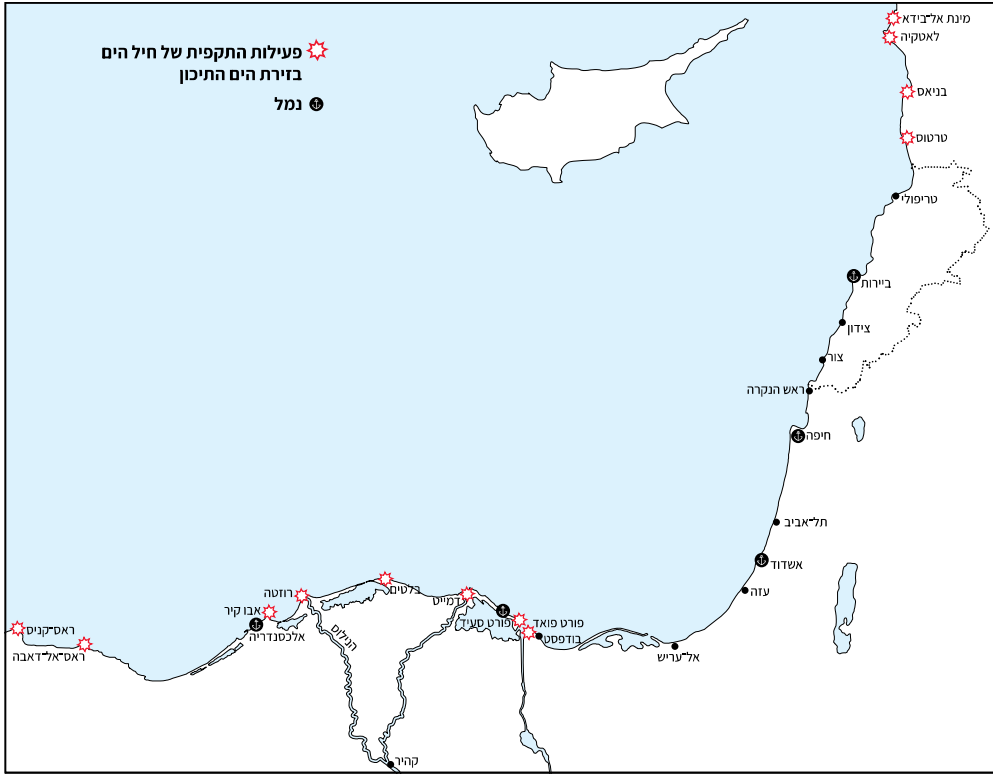 פעילות התקפית של חיל הים
בזירת הים התיכון
נמל
מינת אל־בידא
לאטקיה
בניאס
טרטוס
טריפולי
ביירות
צידון
צור
ראש הנקרה
חיפה
תל־אביב
אשדוד
עזה
אל־עריש
בלטים
דמייט
רוזטה
אבו קיר
אלכסנדריה
ראס־קניס
ראס־אל־דאבה
הנילוס
פורט סעיד
פורט פואד
בודפסט
קהיר